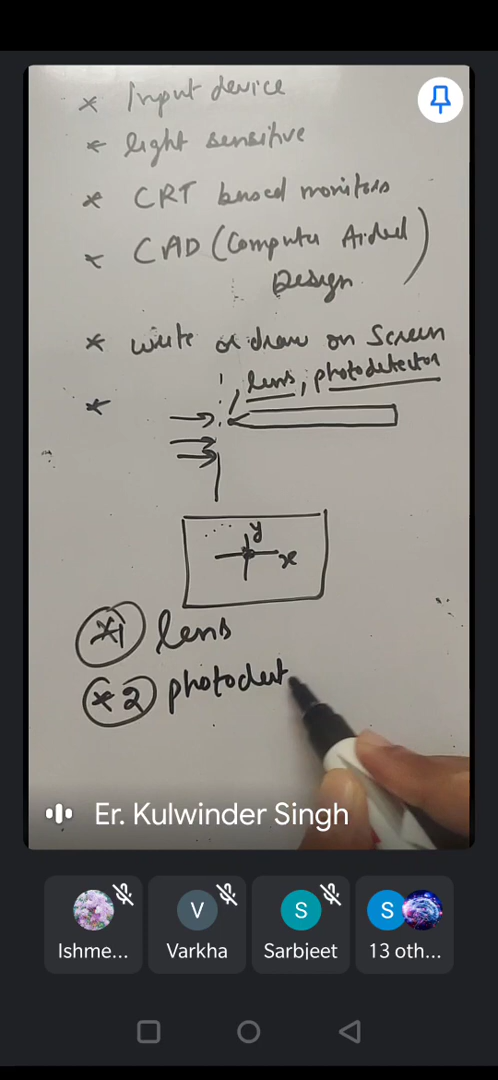 * Input device
* light sensitive
* CRT based monitors
* CAD (Computer Aided
Design)
* write or draw on Screen
* , lens, photodetector
y
x
*1 lens
*2 photodet
Er. Kulwinder Singh
Ishme...
Varkha
Sarbjeet
13 oth...
V
S
S